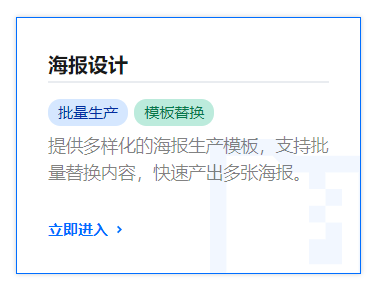 海报设计
批量生产 模板替换
提供多样化的海报生产模板，支持批
量替换内容，快速产出多张海报。
立即进入 ›